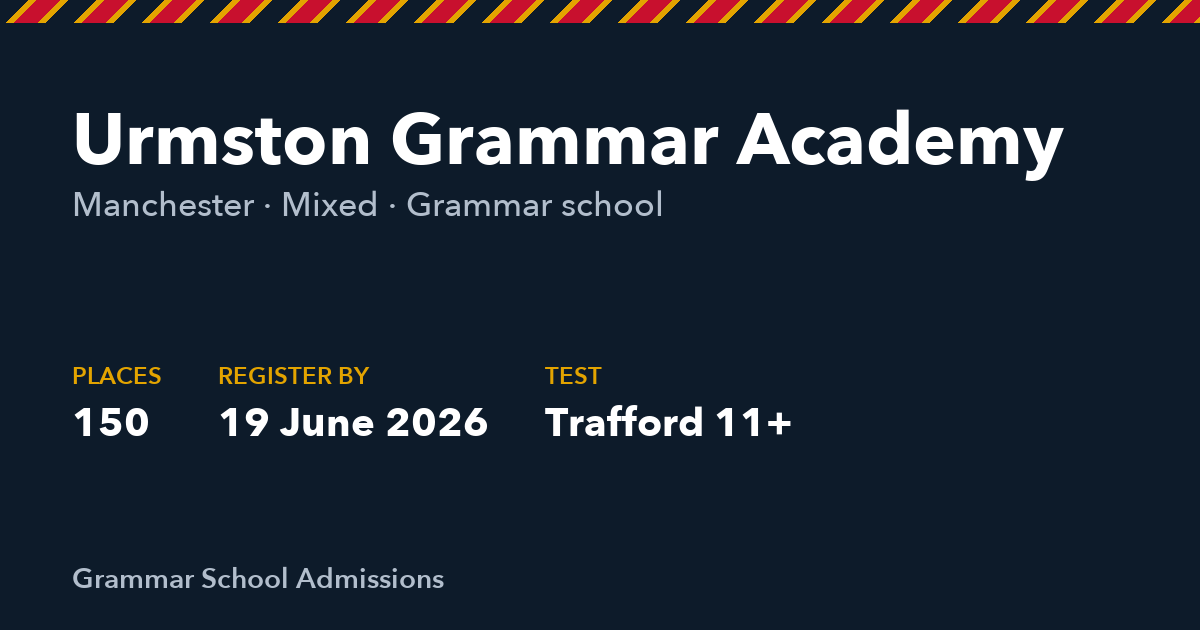 Urmston Grammar Academy
Manchester · Mixed · Grammar school
PLACES
150
REGISTER BY
19 June 2026
TEST
Trafford 11+
Grammar School Admissions